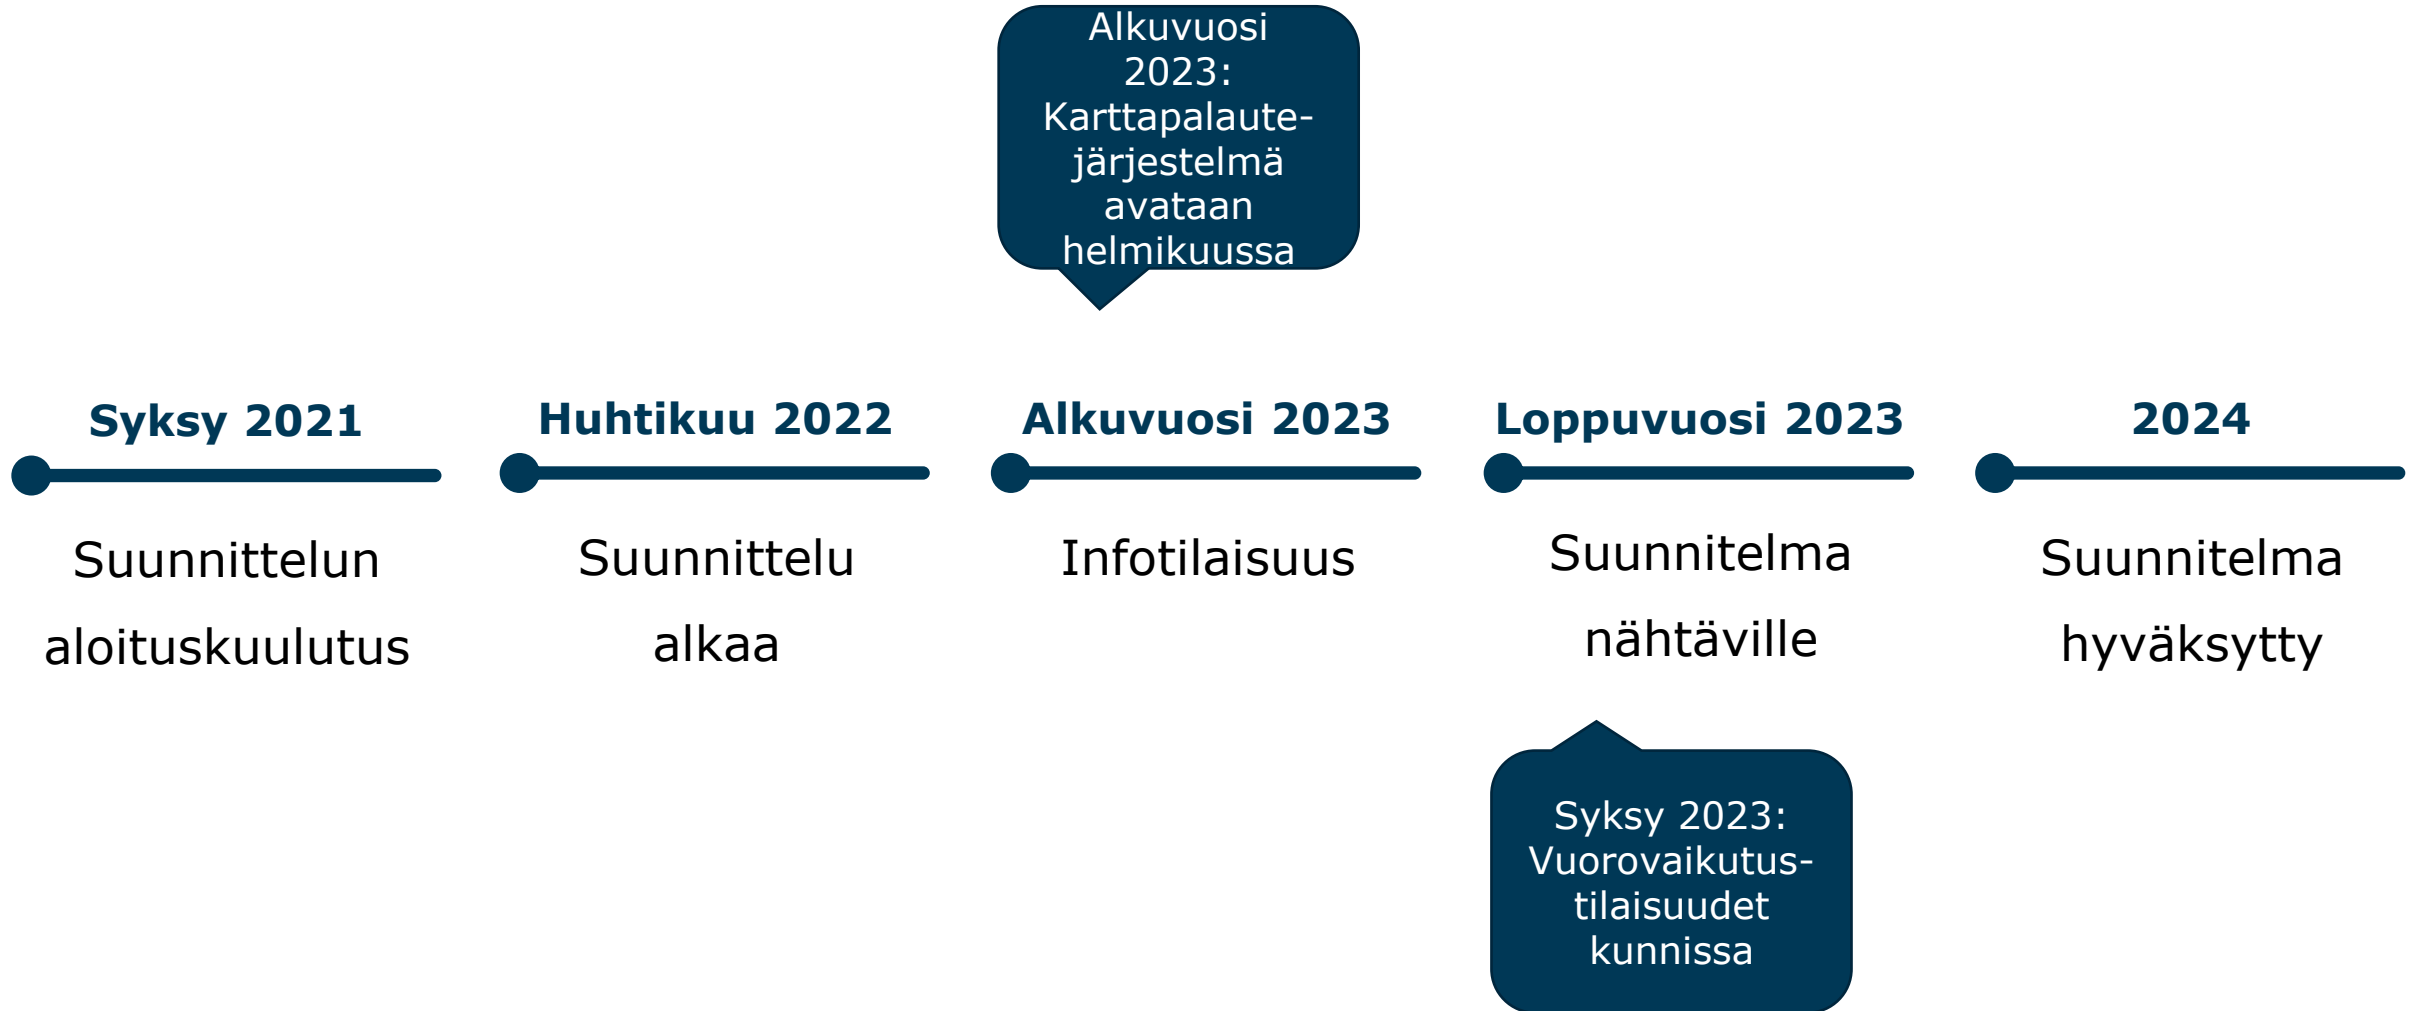 Alkuvuosi
2023:
Karttapalaute-
järjestelmä
avataan
helmikuussa
Syksy 2021
Suunnittelun
aloituskuulutus
Huhtikuu 2022
Suunnittelu
alkaa
Alkuvuosi 2023
Infotilaisuus
Loppuvuosi 2023
Suunnitelma
nähtäville
2024
Suunnitelma
hyväksytty
Syksy 2023:
Vuorovaikutus-
tilaisuudet
kunnissa